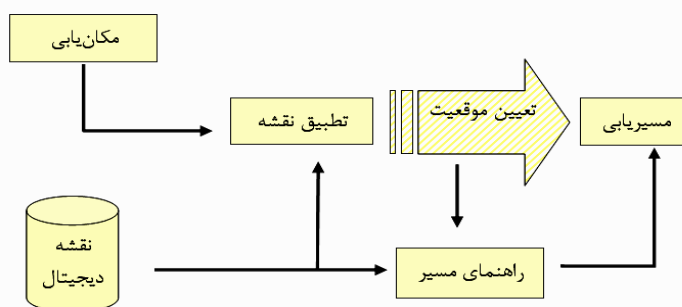 مکان‌یابی
تطبیق نقشه
تعیین موقعیت
مسیریابی
نقشه
دیجیتال
راهنمای مسیر